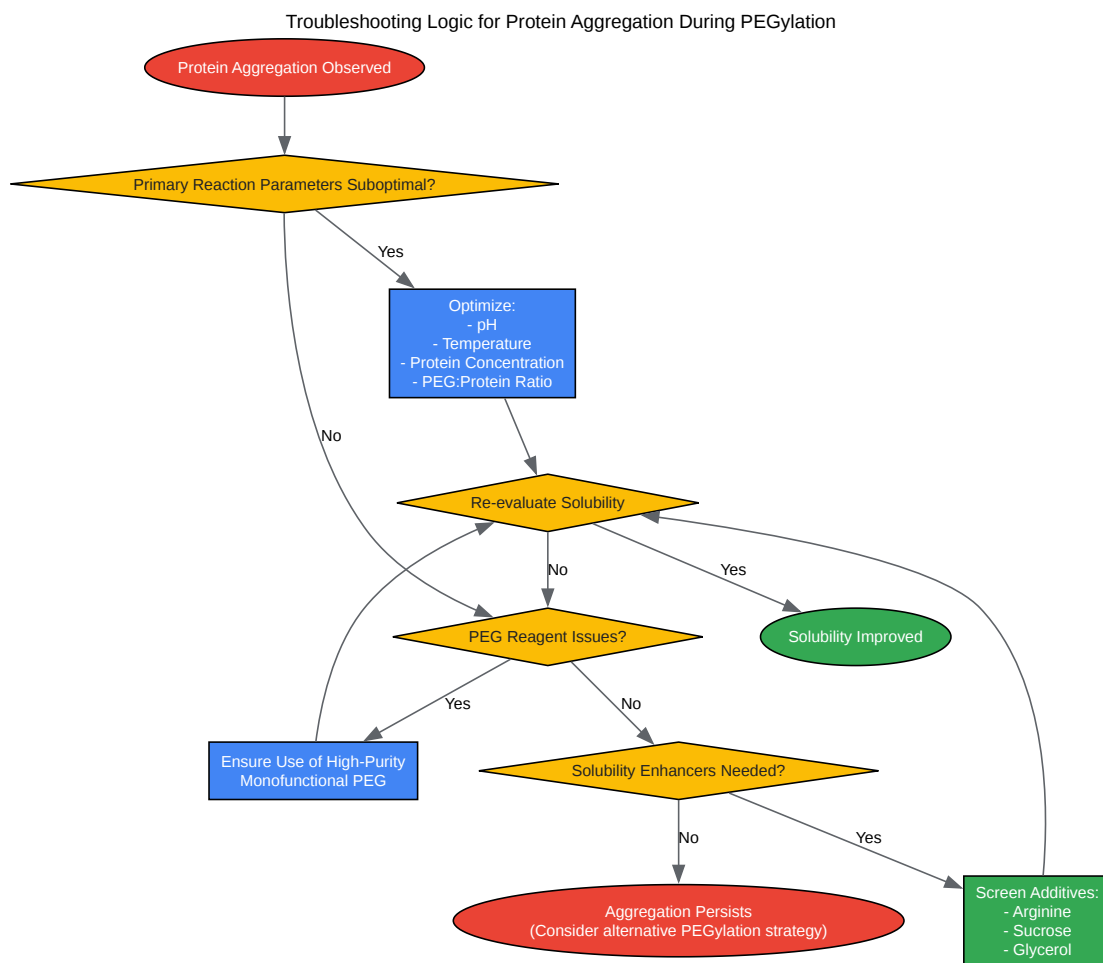 Troubleshooting Logic for Protein Aggregation During PEGylation
Protein Aggregation Observed
Primary Reaction Parameters Suboptimal?
Yes
Optimize:
- pH
- Temperature
- Protein Concentration
- PEG:Protein Ratio
No
Re-evaluate Solubility
No
Yes
PEG Reagent Issues?
Solubility Improved
Yes
No
Ensure Use of High-Purity
Monofunctional PEG
Solubility Enhancers Needed?
No
Yes
Aggregation Persists
(Consider alternative PEGylation strategy)
Screen Additives:
- Arginine
- Sucrose
- Glycerol